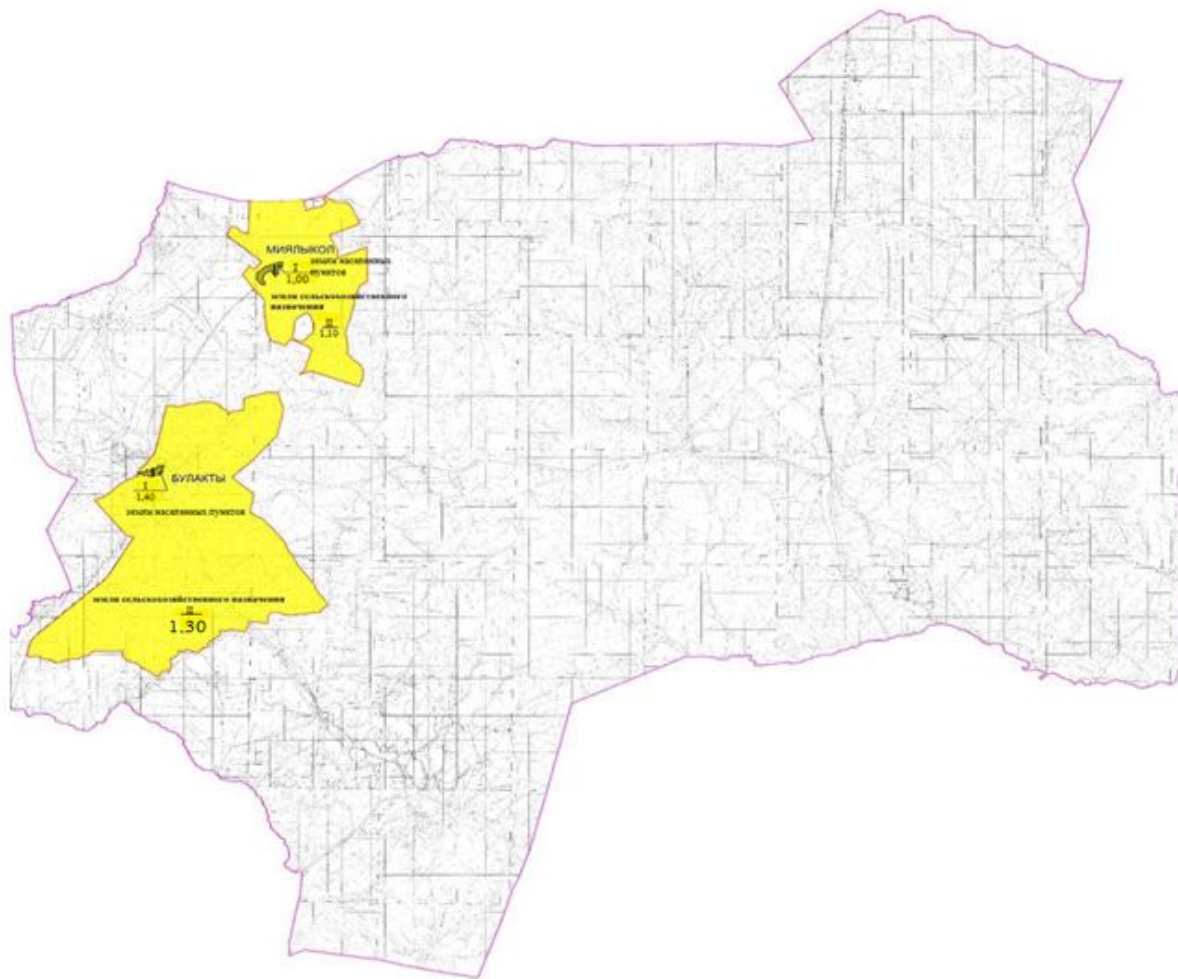 МИЯЛЫКОЛ
земли населенных
пунктов
I
1,00
земли сельскохозяйственного
назначения
II
1,10
БУЛАКТЫ
I
1,40
земли населенных пунктов
земли сельскохозяйственного назначения
II
1,30